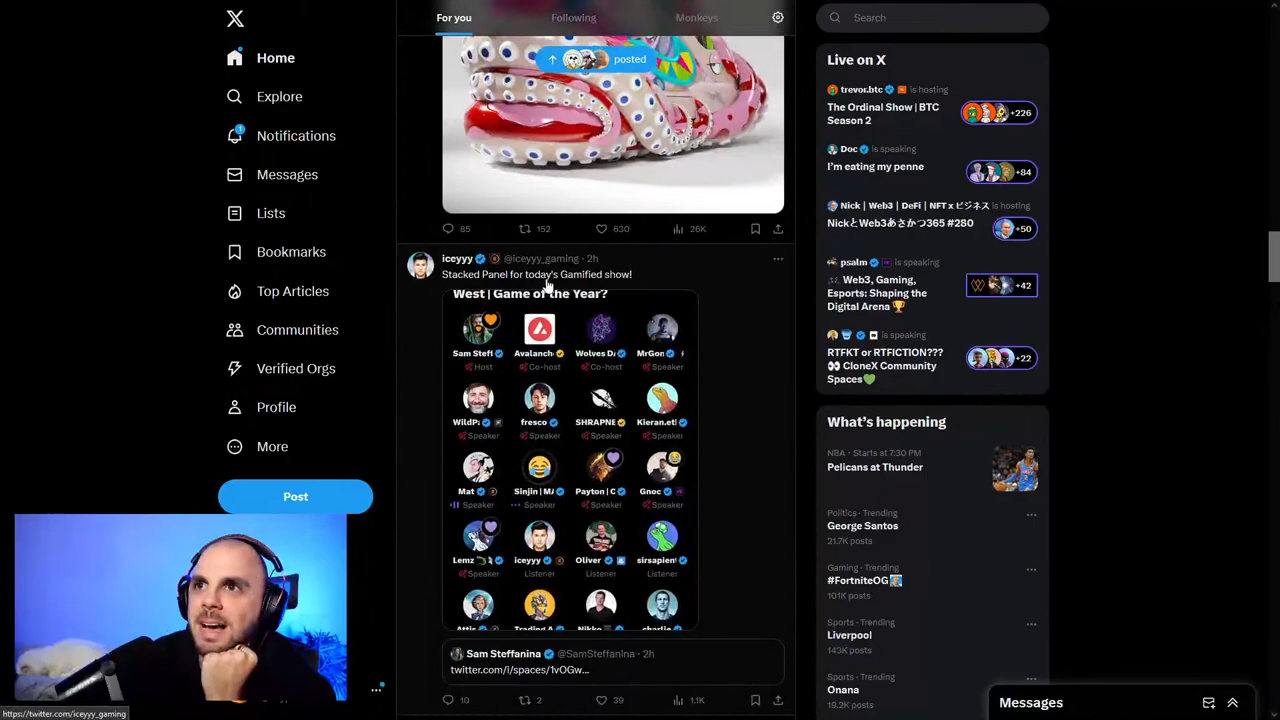 Home
Explore
1
Notifications
Messages
Lists
Bookmarks
Top Articles
Communities
Verified Orgs
Profile
More
Post
https://twitter.com/iceyyy_gaming
For you
Following
Monkeys
posted
85
152
630
26K
iceyyy @iceyyy_gaming · 2h
Stacked Panel for today's Gamified show!
West | Game of the Year?
Sam Steff
Avalanch
Wolves DA
MrGon
Host
Co-host
Co-host
Speaker
WildPa
fresco
SHRAPNE
Kieran.et
Speaker
Speaker
Speaker
Speaker
Mat
Sinjin | MA
Payton | C
Gnoc
Speaker
Speaker
Speaker
Speaker
Lemz
iceyyy
Oliver
sirsapien
Speaker
Listener
Listener
Listener
Attic
Trading A
Nikko
charlie
Sam Steffanina @SamSteffanina · 2h
twitter.com/i/spaces/1vOGw...
10
2
39
1.1K
Search
Live on X
trevor.btc is hosting
The Ordinal Show | BTC
Season 2
+226
Doc is speaking
I'm eating my penne
+84
Nick | Web3 | DeFi | NFT x ビジネス is hosting
NickとWeb3あさかつ365 #280
+50
psalm is speaking
Web3, Gaming,
Esports: Shaping the
Digital Arena 🏆
+42
is speaking
RTFKT or RTFICTION???
👀 CloneX Community
Spaces💚
+22
What's happening
NBA · Starts at 7:30 PM
Pelicans at Thunder
Politics · Trending
George Santos
21.7K posts
Gaming · Trending
#FortniteOG
101K posts
Sports · Trending
Liverpool
143K posts
Sports · Trending
Onana
19.2K posts
Messages